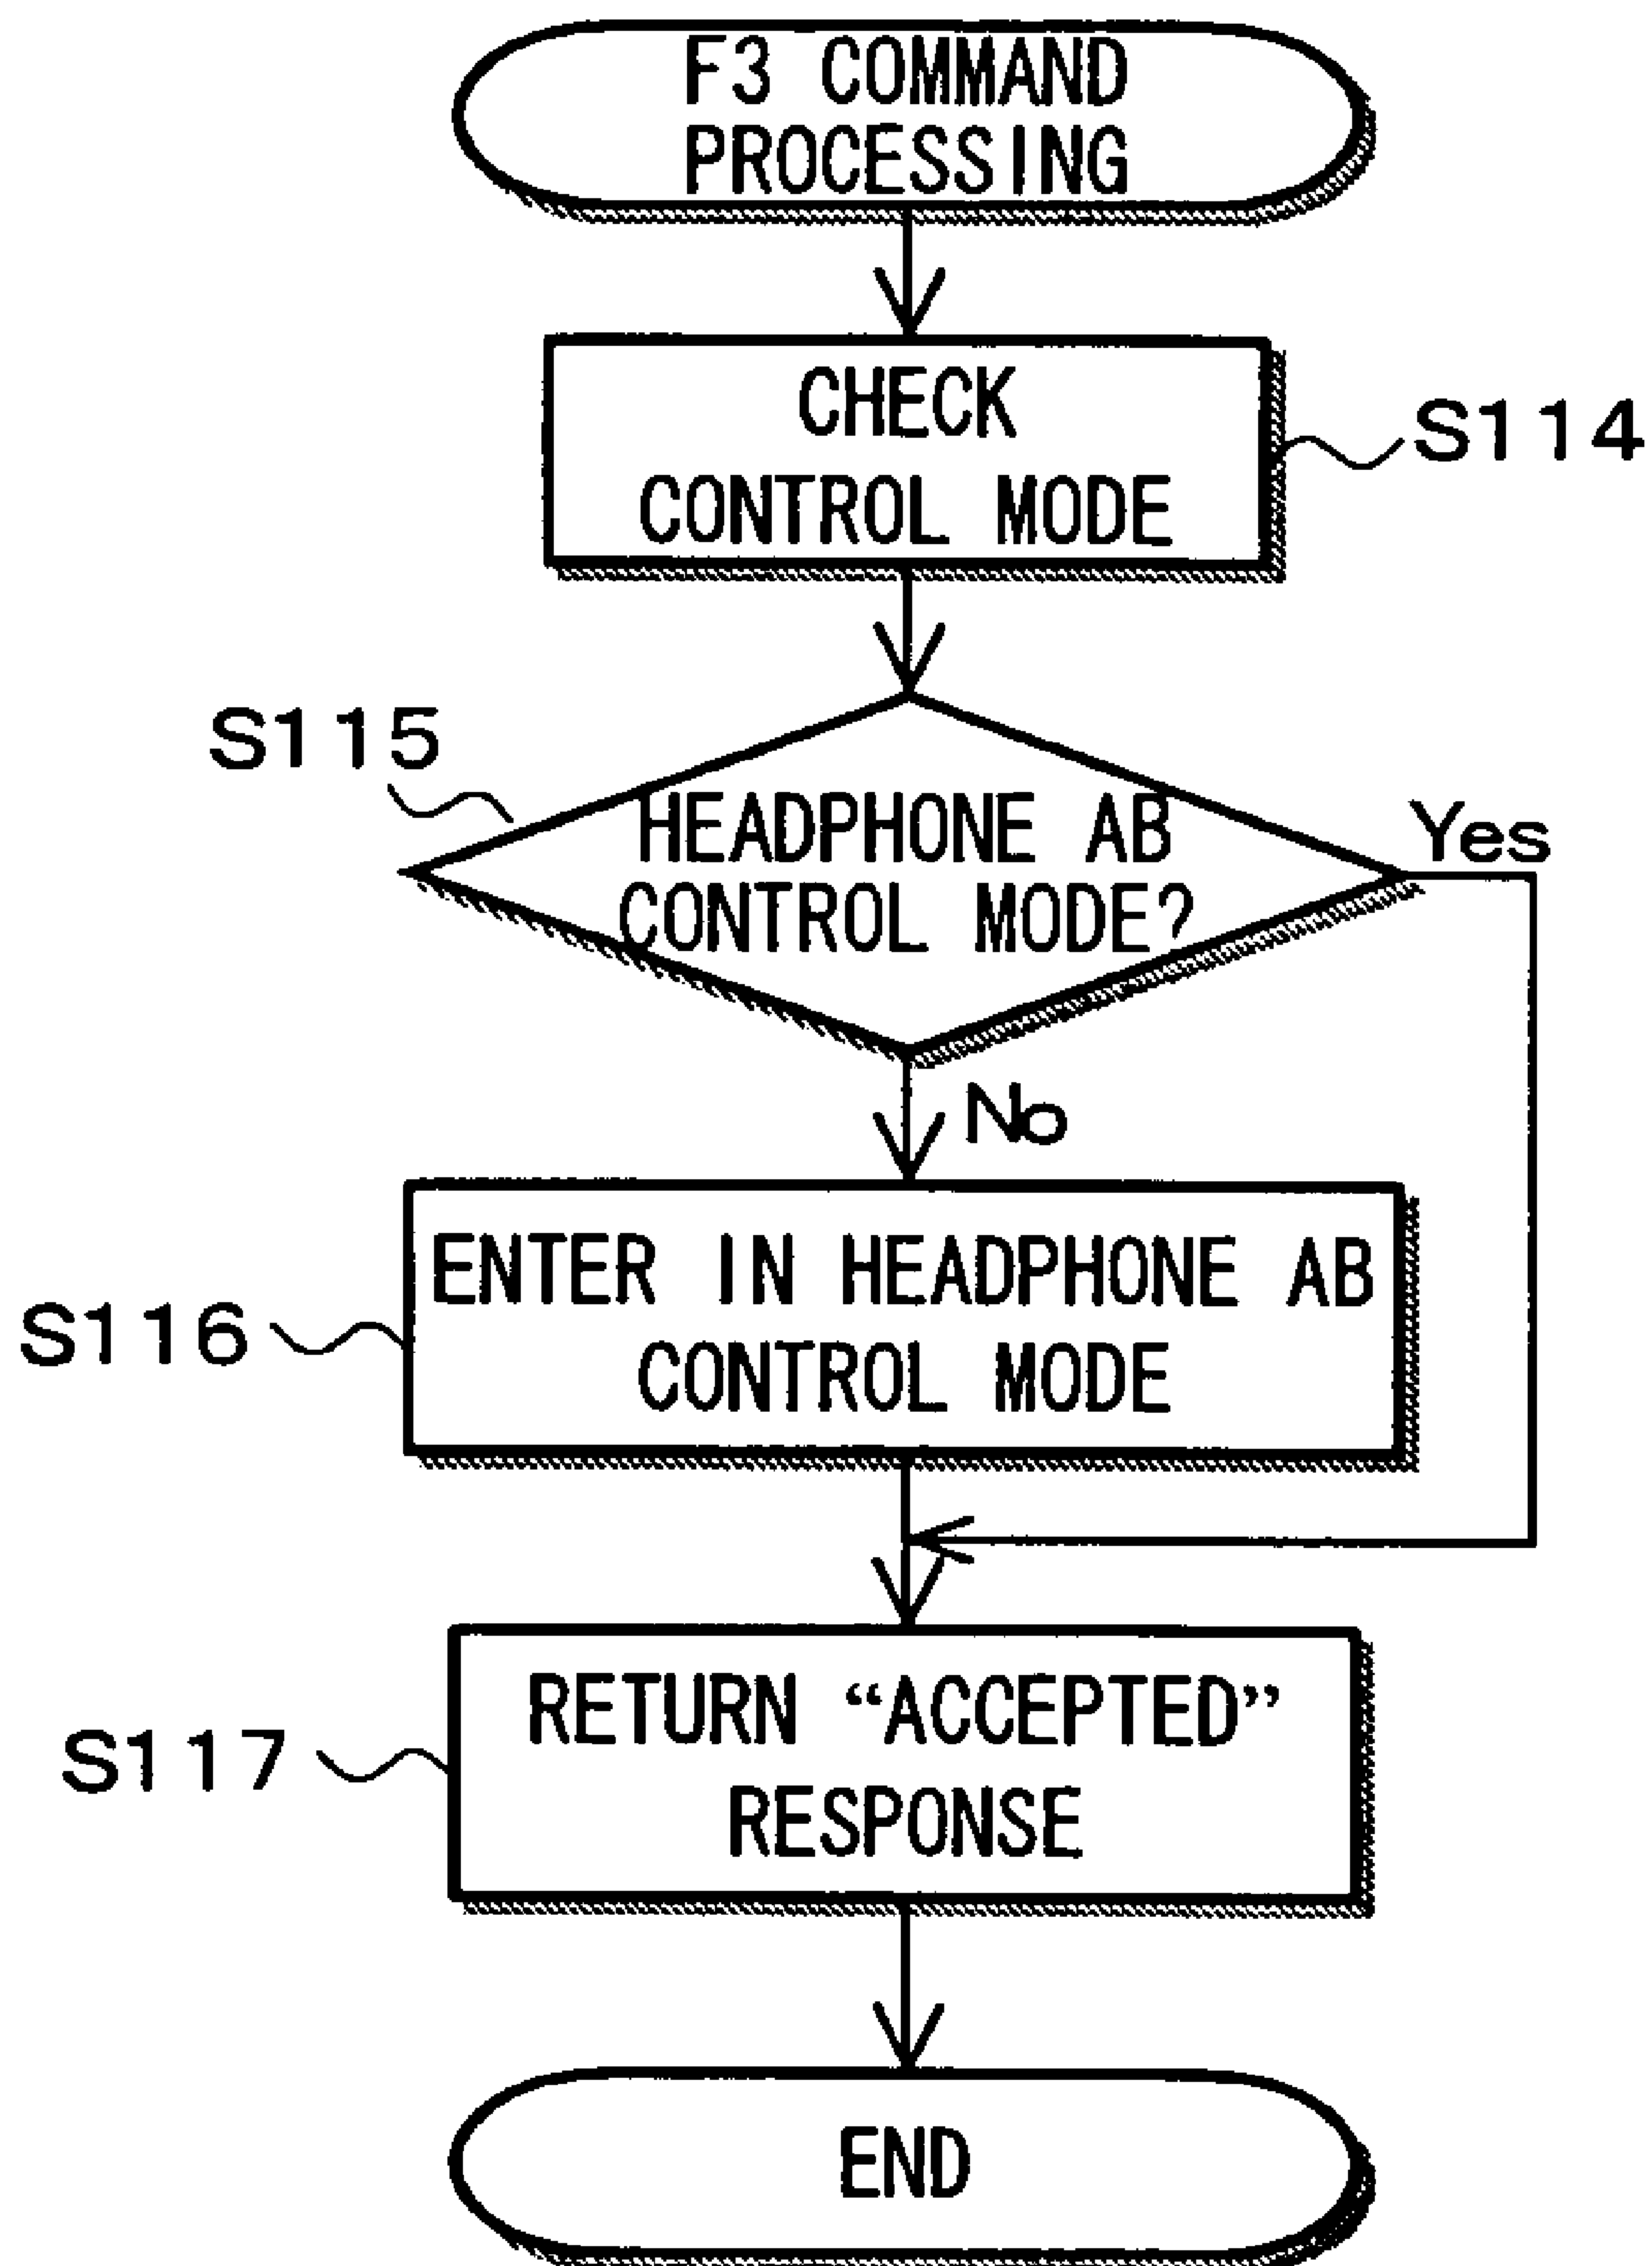 F3 COMMAND
PROCESSING
CHECK
CONTROL MODE
S114
S115
HEADPHONE AB
CONTROL MODE?
Yes
No
ENTER IN HEADPHONE AB
CONTROL MODE
S116
RETURN “ACCEPTED”
RESPONSE
S117
END